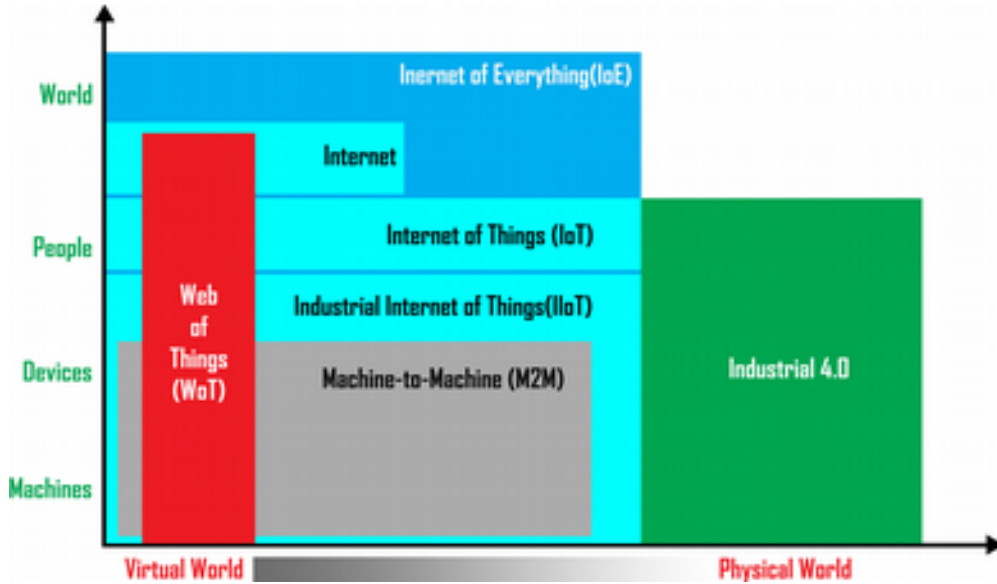 Inernet of Everything(IoE)
World
Internet
Internet of Things (IoT)
People
Industrial Internet of Things(IIoT)
Web
of
Things
(WoT)
Machine-to-Machine (M2M)
Industrial 4.0
Devices
Machines
Virtual World
Physical World